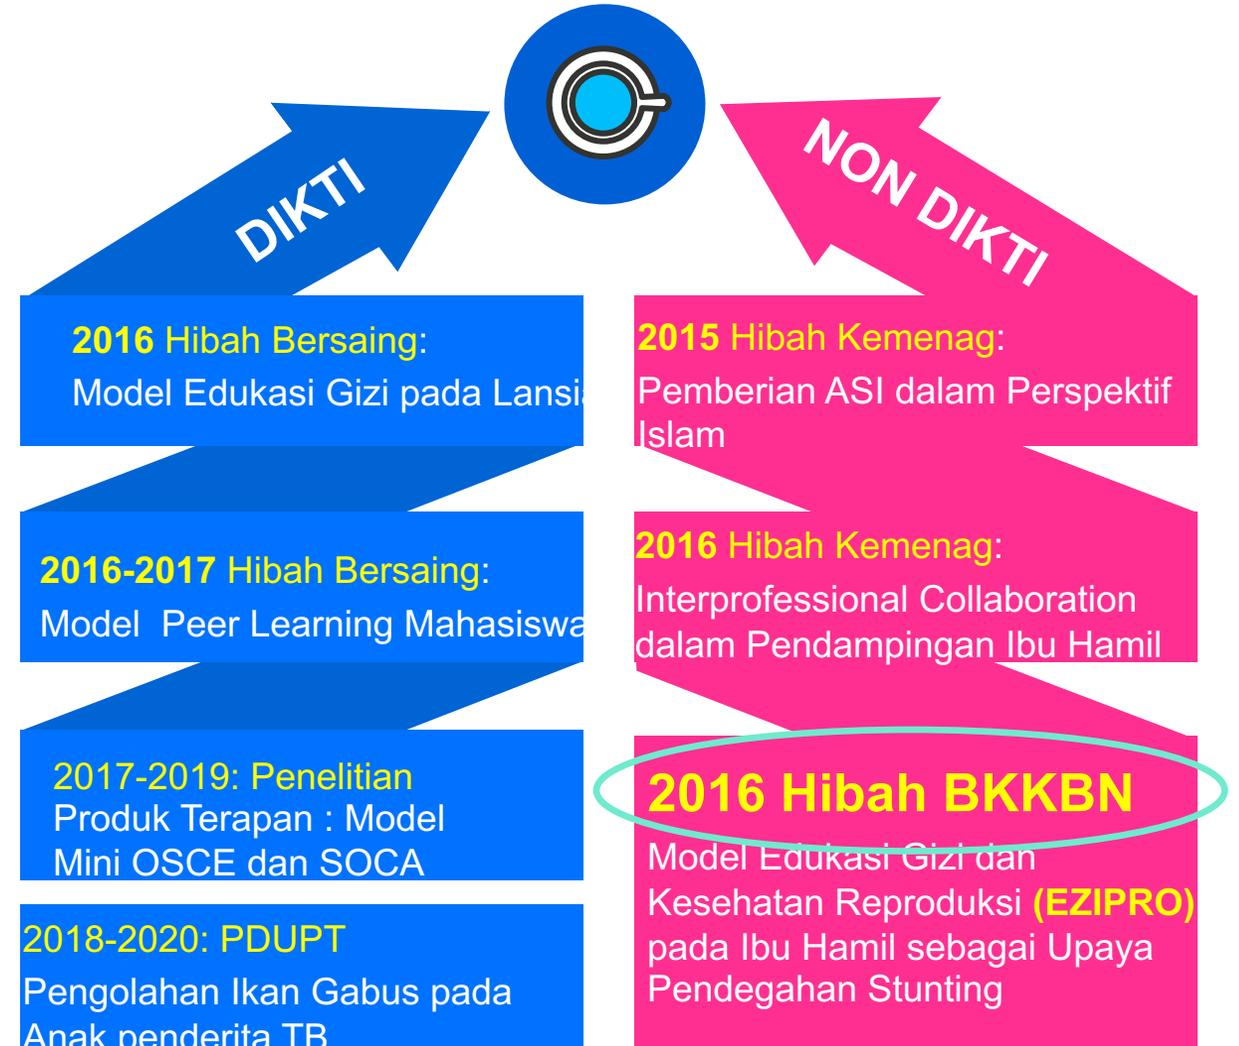 DIKTI
2016 Hibah Bersaing:
Model Edukasi Gizi pada Lansia
2016-2017 Hibah Bersaing:
Model  Peer Learning Mahasiswa
2017-2019: Penelitian
Produk Terapan : Model
Mini OSCE dan SOCA
2018-2020: PDUPT
Pengolahan Ikan Gabus pada
Anak penderita TB
NON DIKTI
2015 Hibah Kemenag:
Pemberian ASI dalam Perspektif
Islam
2016 Hibah Kemenag:
Interprofessional Collaboration
dalam Pendampingan Ibu Hamil
2016 Hibah BKKBN
Model Edukasi Gizi dan
Kesehatan Reproduksi (EZIPRO)
pada Ibu Hamil sebagai Upaya
Pendegahan Stunting